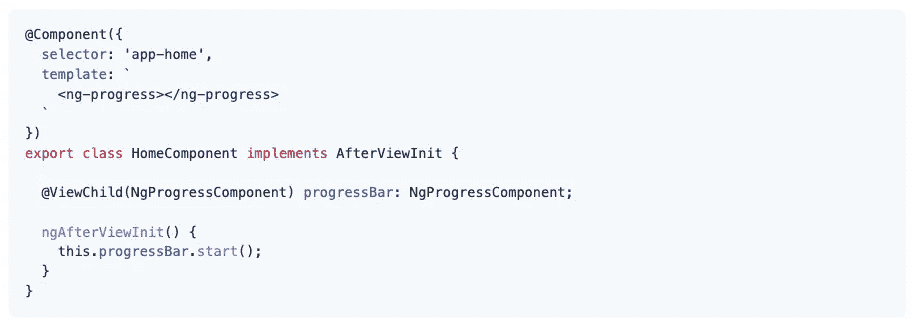 @Component({
  selector: 'app-home',
  template: `
    <ng-progress></ng-progress>
  `
})
export class HomeComponent implements AfterViewInit {
  @ViewChild(NgProgressComponent) progressBar: NgProgressComponent;
  ngAfterViewInit() {
    this.progressBar.start();
  }
}